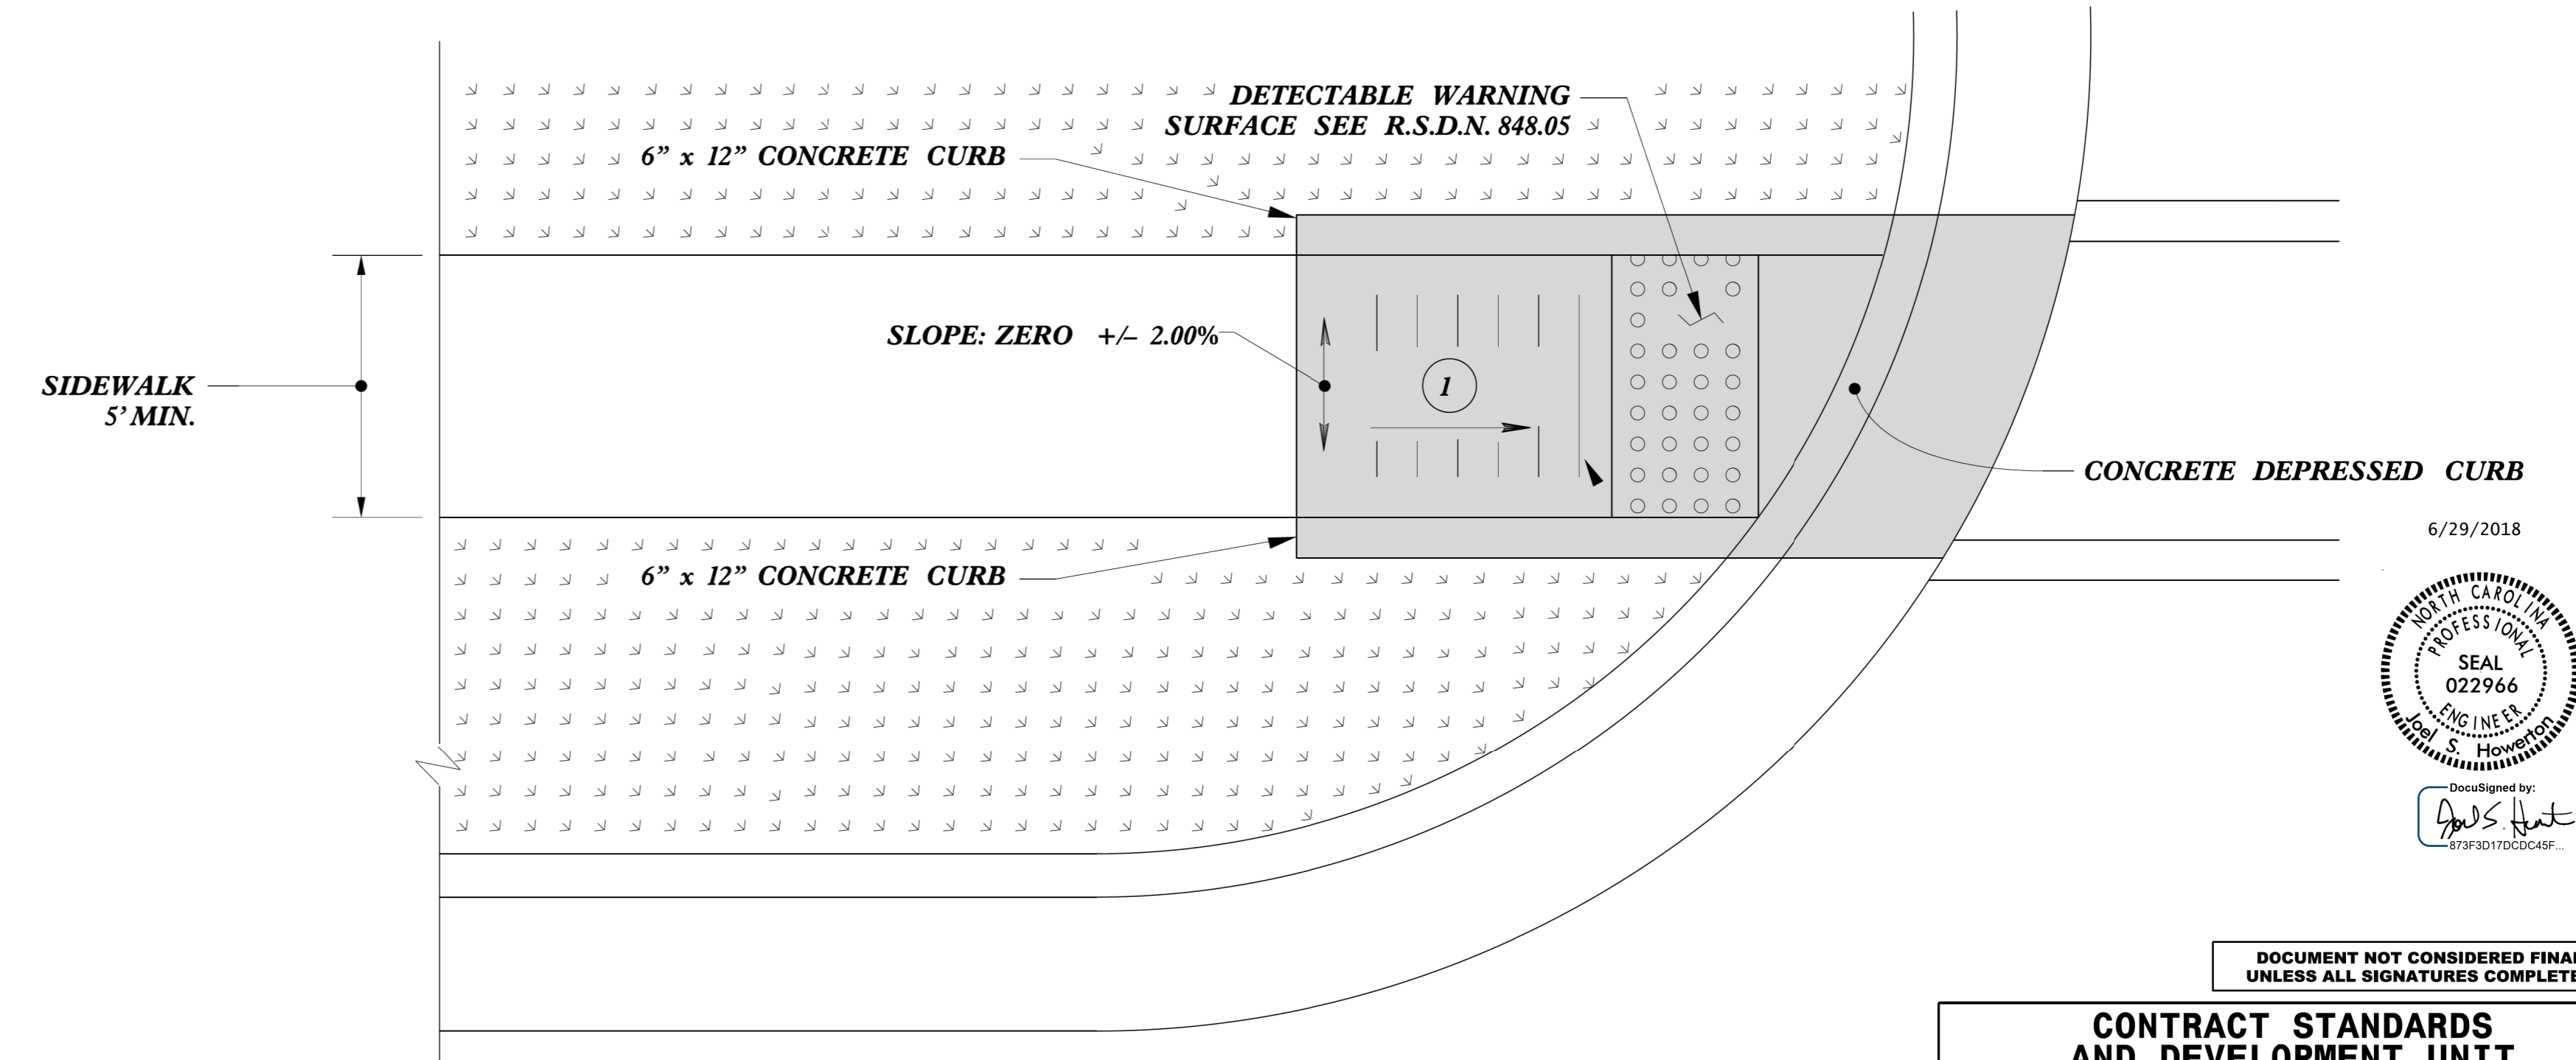 DETECTABLE WARNING
SURFACE SEE R.S.D.N. 848.05
6" x 12" CONCRETE CURB
SLOPE: ZERO +/– 2.00%
SIDEWALK
5' MIN.
1
CONCRETE DEPRESSED CURB
6" x 12" CONCRETE CURB
6/29/2018
NORTH CAROLINA
PROFESSIONAL
SEAL
022966
ENGINEER
Joel S. Howerton
DocuSigned by:
873F3D17DCDC45F...
DOCUMENT NOT CONSIDERED FINAL
UNLESS ALL SIGNATURES COMPLETE
CONTRACT STANDARDS
AND DEVELOPMENT UNIT